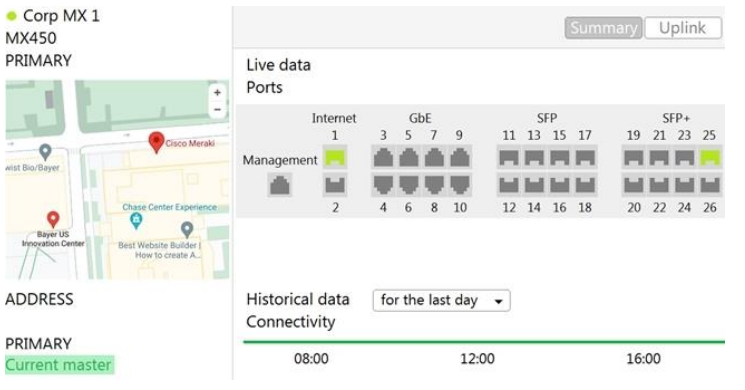 Corp MX 1
MX450
PRIMARY
Cisco Meraki
wist Bio/Bayer
Chase Center Experience
Bayer US
Innovation Center
Best Website Builder |
How to create A...
+
−
ADDRESS
PRIMARY
Current master
Summary Uplink
Live data
Ports
Internet GbE SFP SFP+
1 3 5 7 9 11 13 15 17 19 21 23 25
Management
2 4 6 8 10 12 14 16 18 20 22 24 26
Historical data for the last day
Connectivity
08:00 12:00 16:00